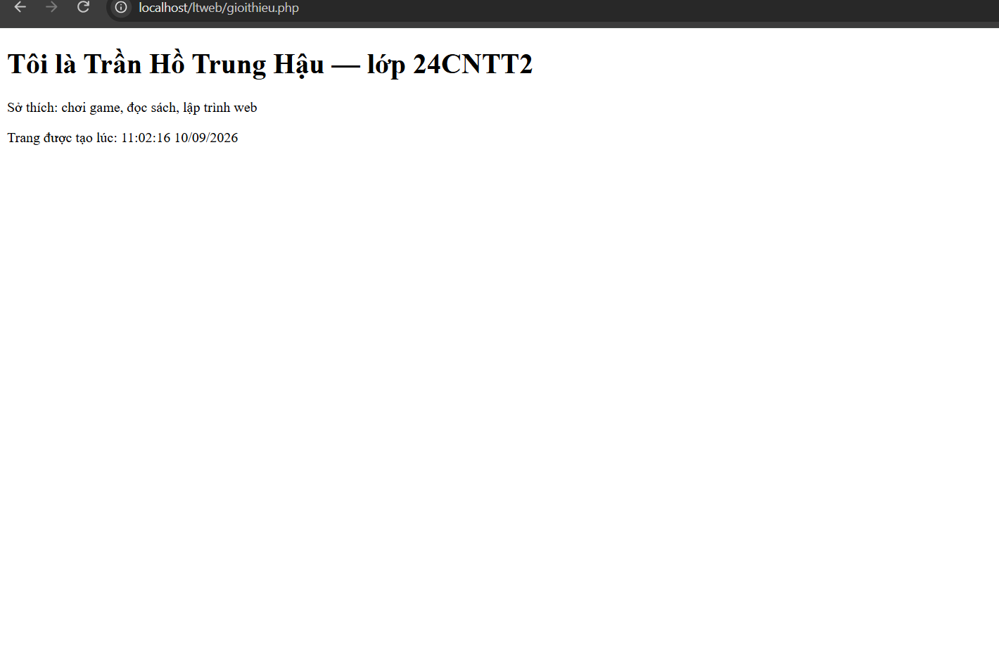 localhost/ltweb/gioithieu.php
Tôi là Trần Hồ Trung Hậu — lớp 24CNTT2
Sở thích: chơi game, đọc sách, lập trình web
Trang được tạo lúc: 11:02:16 10/09/2026